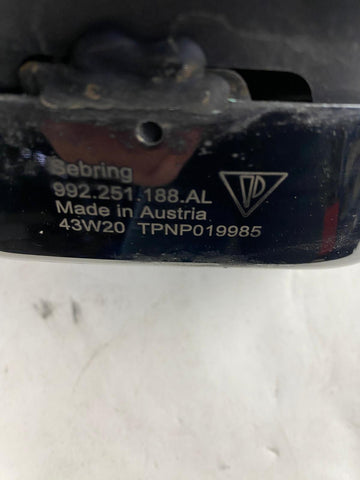 Sebring
992.251.188.AL
Made in Austria
43W20 TPNP019985